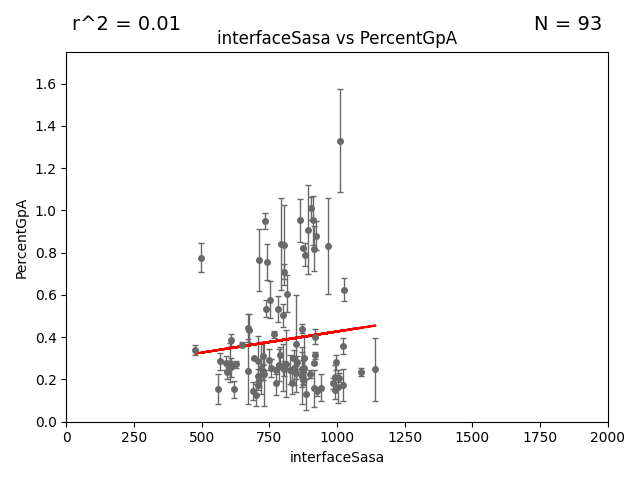 r^2 = 0.01
N = 93
interfaceSasa vs PercentGpA
1.6
1.4
1.2
1.0
0.8
0.6
0.4
0.2
0.0
PercentGpA
0 250 500 750 1000 1250 1500 1750 2000
interfaceSasa